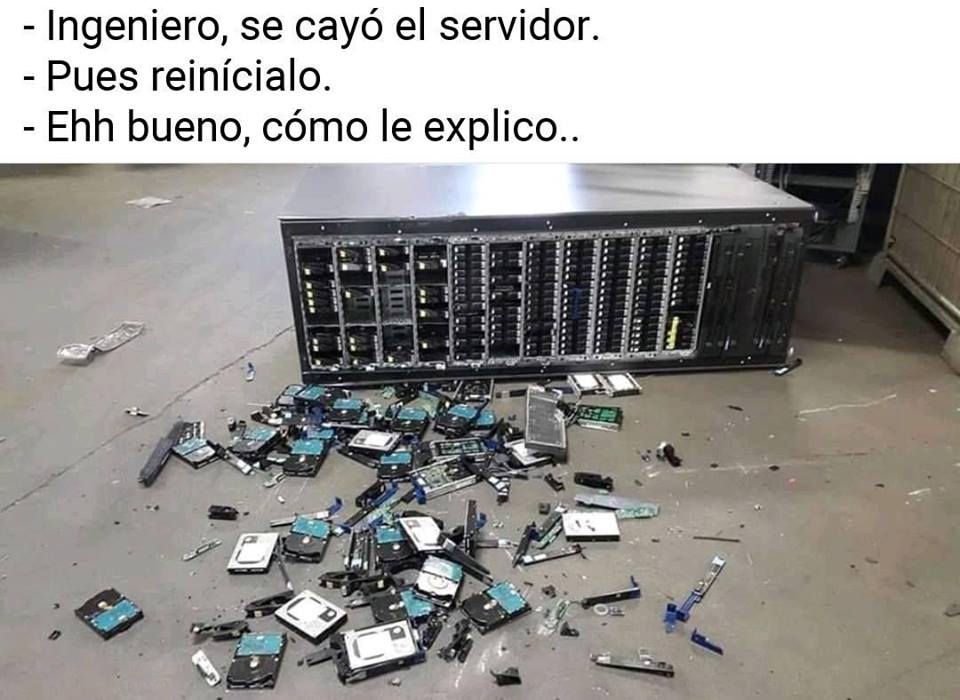 - Ingeniero, se cayó el servidor.
- Pues reinícialo.
- Ehh bueno, cómo le explico..